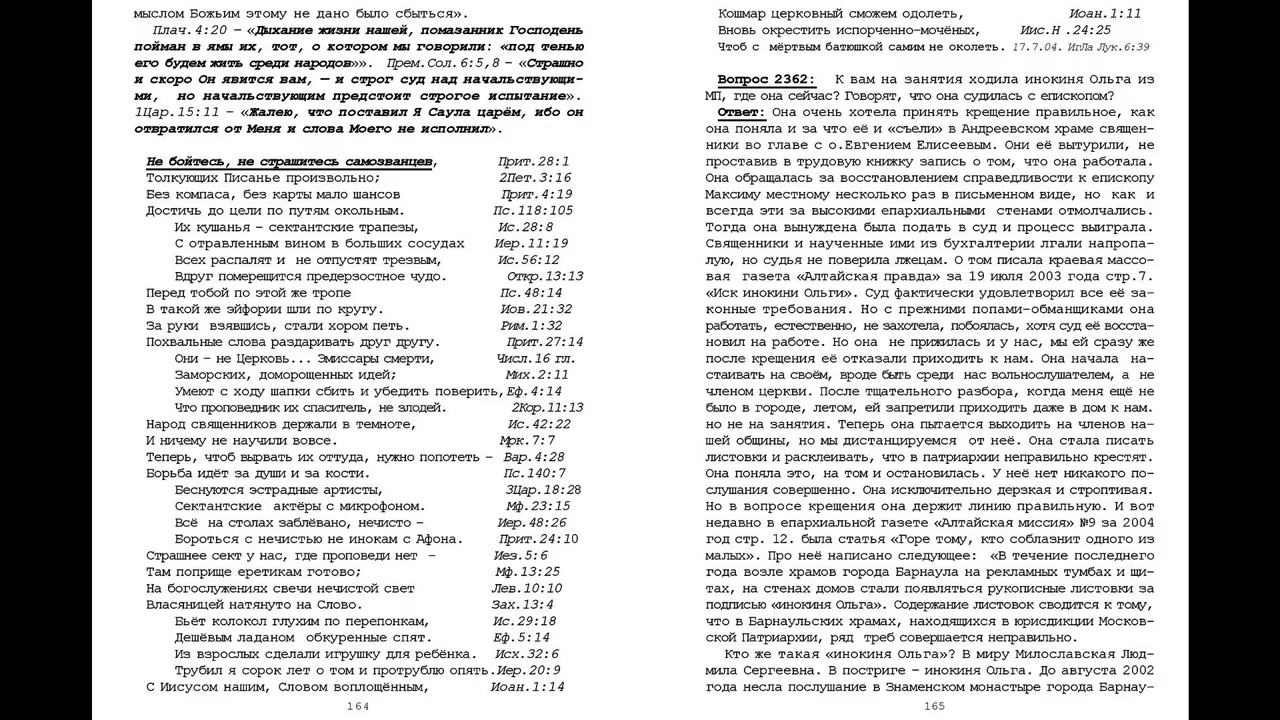 мыслом Божьим этому не дано было сбыться».
Плач.4:20 – «Дыхание жизни нашей, помазанник Господень
пойман в ямы их, тот, о котором мы говорили: «под тенью
его будем жить среди народов»». Прем.Сол.6:5,8 – «Страшно
и скоро Он явится вам, — и строг суд над начальствующи-
ми, но начальствующим предстоит строгое испытание».
1Цар.15:11 – «Жалею, что поставил Я Саула царём, ибо он
отвратился от Меня и слова Моего не исполнил».
Не бойтесь, не страшитесь самозванцев, Прит.28:1
Толкующих Писанье произвольно; 2Пет.3:16
Без компаса, без карты мало шансов Прит.4:19
Достичь до цели по путям окольным. Пс.118:105
Их кушанья – сектантские трапезы, Ис.28:8
С отравленным вином в больших сосудах Иер.11:19
Всех распалят и не отпустят трезвым, Ис.56:12
Вдруг померещится предерзостное чудо. Откр.13:13
Перед тобой по этой же тропе Пс.48:14
В такой же эйфории шли по кругу. Иов.21:32
За руки взявшись, стали хором петь. Рим.1:32
Похвальные слова раздаривать друг другу. Прит.27:14
Они – не Церковь... Эмиссары смерти, Числ.16 гл.
Заморских, доморощенных идей; Мих.2:11
Умеют с ходу шапки сбить и убедить поверить, Еф.4:14
Что проповедник их спаситель, не злодей. 2Кор.11:13
Народ священников держали в темноте, Ис.42:22
И ничему не научили вовсе. Мрк.7:7
Теперь, чтоб вырвать их оттуда, нужно попотеть – Вар.4:28
Борьба идёт за души и за кости. Пс.140:7
Беснуются эстрадные артисты, 3Цар.18:28
Сектантские актёры с микрофоном. Мф.23:15
Всё на столах заблёвано, нечисто – Иер.48:26
Бороться с нечистью не инокам с Афона. Прит.24:10
Страшнее сект у нас, где проповеди нет – Иез.5:6
Там поприще еретикам готово; Мф.13:25
На богослужениях свечи нечистой свет Лев.10:10
Власяницей натянуто на Слово. Зах.13:4
Бьёт колокол глухим по перепонкам, Ис.29:18
Дешёвым ладаном обкуренные спят. Еф.5:14
Из взрослых сделали игрушку для ребёнка. Исх.32:6
Трубил я сорок лет о том и протрублю опять. Иер.20:9
С Иисусом нашим, Словом воплощённым, Иоан.1:14
164
Кошмар церковный сможем одолеть, Иоан.1:11
Вновь окрестить испорченно-мочёных, Иис.Н .24:25
Чтоб с мёртвым батюшкой самим не околеть. 17.7.04. ИпЛа Лук.6:39
Вопрос 2362: К вам на занятия ходила инокиня Ольга из
МП, где она сейчас? Говорят, что она судилась с епископом?
Ответ: Она очень хотела принять крещение правильное, как
она поняла и за что её и «съели» в Андреевском храме священ-
ники во главе с о.Евгением Елисеевым. Они её вытурили, не
проставив в трудовую книжку запись о том, что она работала.
Она обращалась за восстановлением справедливости к епископу
Максиму местному несколько раз в письменном виде, но как и
всегда эти за высокими епархиальными стенами отмолчались.
Тогда она вынуждена была подать в суд и процесс выиграла.
Священники и наученные ими из бухгалтерии лгали напропа-
лую, но судья не поверила лжецам. О том писала краевая массо-
вая газета «Алтайская правда» за 19 июля 2003 года стр.7.
«Иск инокини Ольги». Суд фактически удовлетворил все её за-
конные требования. Но с прежними попами-обманщиками она
работать, естественно, не захотела, побоялась, хотя суд её восста-
новил на работе. Но она не прижилась и у нас, мы ей сразу же
после крещения её отказали приходить к нам. Она начала на-
стаивать на своём, вроде быть среди нас вольнослушателем, а не
членом церкви. После тщательного разбора, когда меня ещё не
было в городе, летом, ей запретили приходить даже в дом к нам.
но не на занятия. Теперь она пытается выходить на членов на-
шей общины, но мы дистанцируемся от неё. Она стала писать
листовки и расклеивать, что в патриархии неправильно крестят.
Она поняла это, на том и остановилась. У неё нет никакого по-
слушания совершенно. Она исключительно дерзкая и строптивая.
Но в вопросе крещения она держит линию правильную. И вот
недавно в епархиальной газете «Алтайская миссия» №9 за 2004
год стр. 12. была статья «Горе тому, кто соблазнит одного из
малых». Про неё написано следующее: «В течение последнего
года возле храмов города Барнаула на рекламных тумбах и щи-
тах, на стенах домов стали появляться рукописные листовки за
подписью «инокиня Ольга». Содержание листовок сводится к тому,
что в Барнаульских храмах, находящихся в юрисдикции Москов-
ской Патриархии, ряд треб совершается неправильно.
Кто же такая «инокиня Ольга»? В миру Милославская Люд-
мила Сергеевна. В постриге – инокиня Ольга. До августа 2002
года несла послушание в Знаменском монастыре города Барнау-
165